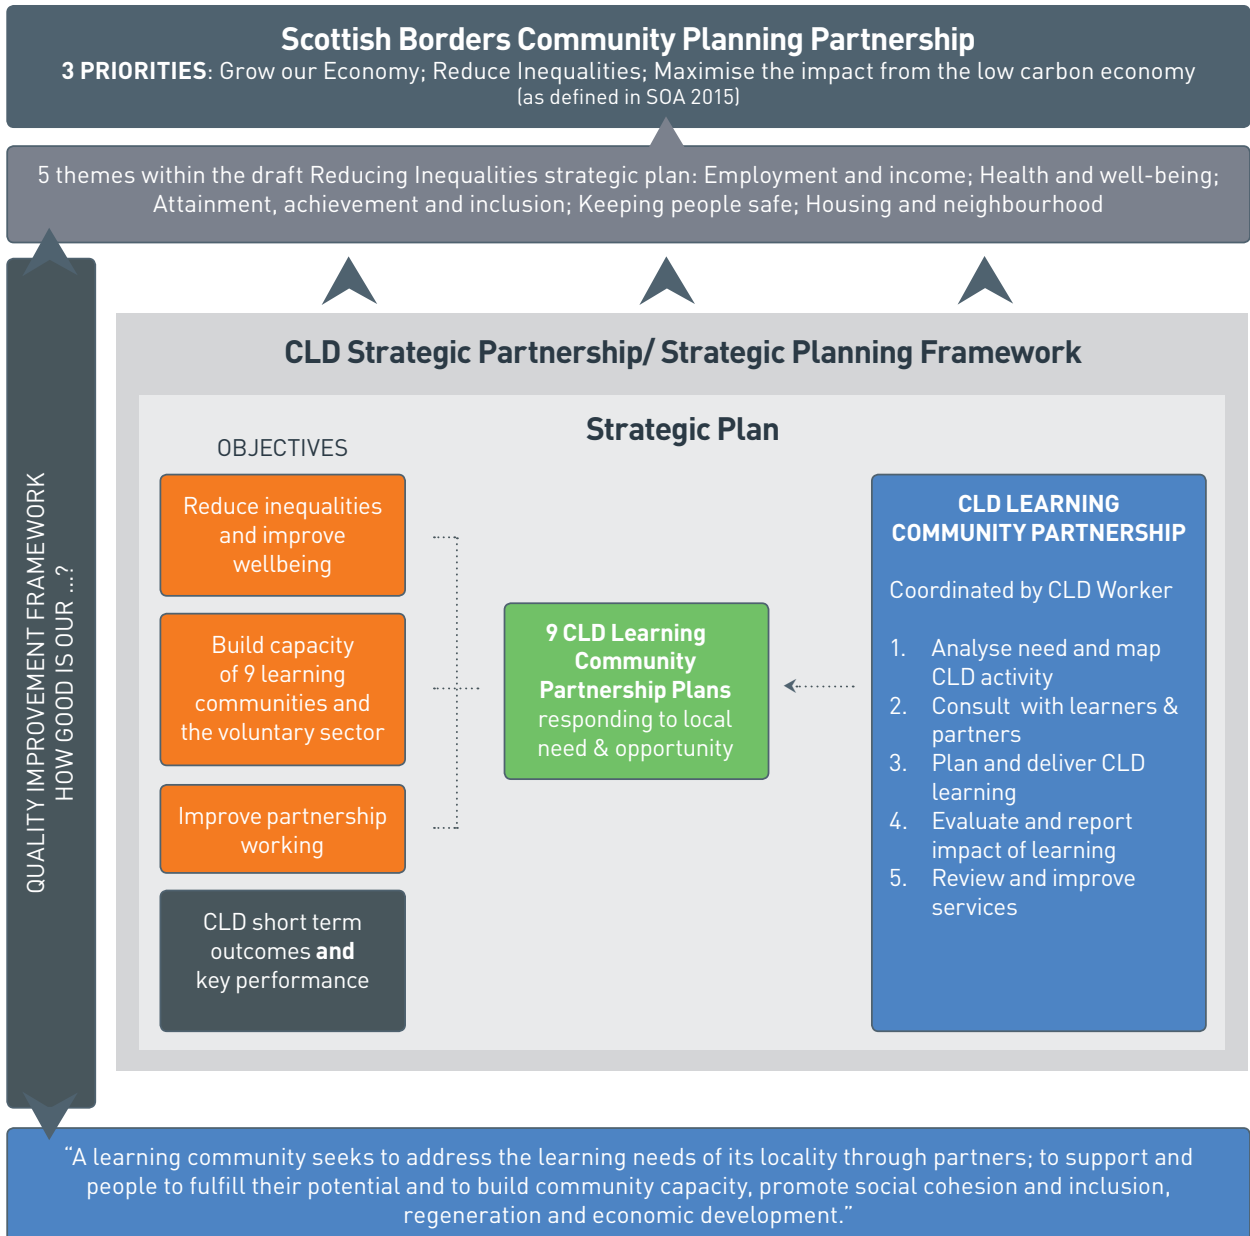 Scottish Borders Community Planning Partnership
3 PRIORITIES: Grow our Economy; Reduce Inequalities; Maximise the impact from the low carbon economy
(as defined in SOA 2015)
5 themes within the draft Reducing Inequalities strategic plan: Employment and income; Health and well-being;
Attainment, achievement and inclusion; Keeping people safe; Housing and neighbourhood
QUALITY IMPROVEMENT FRAMEWORK
HOW GOOD IS OUR ...?
CLD Strategic Partnership/ Strategic Planning Framework
Strategic Plan
OBJECTIVES
Reduce inequalities
and improve
wellbeing
Build capacity
of 9 learning
communities and
the voluntary sector
Improve partnership
working
CLD short term
outcomes and
key performance
9 CLD Learning
Community
Partnership Plans
responding to local
need & opportunity
CLD LEARNING
COMMUNITY PARTNERSHIP
Coordinated by CLD Worker
1. Analyse need and map
CLD activity
2. Consult with learners &
partners
3. Plan and deliver CLD
learning
4. Evaluate and report
impact of learning
5. Review and improve
services
"A learning community seeks to address the learning needs of its locality through partners; to support and
people to fulfill their potential and to build community capacity, promote social cohesion and inclusion,
regeneration and economic development."